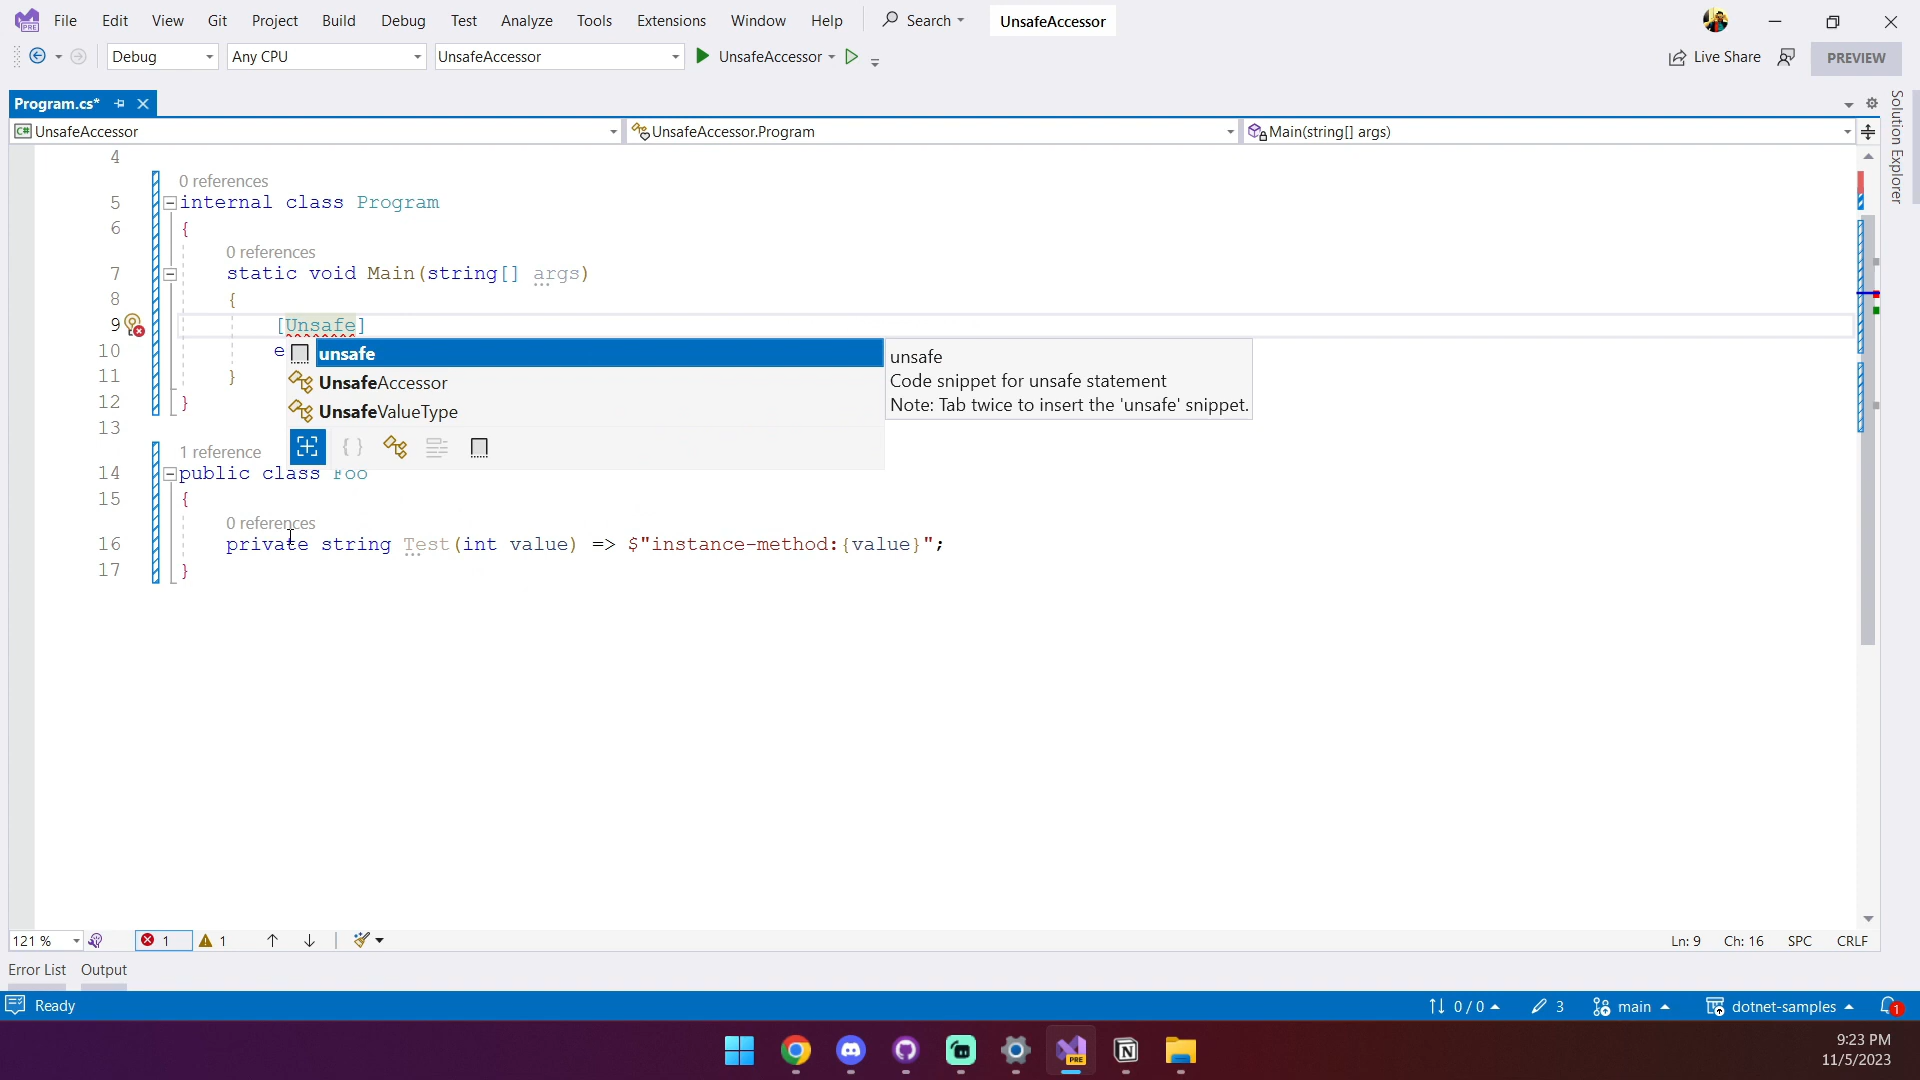 File Edit View Git Project Build Debug Test Analyze Tools Extensions Window Help Search UnsafeAccessor
Debug Any CPU UnsafeAccessor UnsafeAccessor Live Share PREVIEW
Program.cs*
C# UnsafeAccessor UnsafeAccessor.Program Main(string[] args)
Solution Explorer
4
0 references
5 internal class Program
6 {
0 references
7 static void Main(string[] args)
8 {
9 [Unsafe]
10 e
unsafe
UnsafeAccessor
UnsafeValueType
unsafe
Code snippet for unsafe statement
Note: Tab twice to insert the 'unsafe' snippet.
11 }
12 }
13
1 reference
14 public class Foo
15 {
0 references
16 private string Test(int value) => $"instance-method:{value}";
17 }
121 % 1 1 Ln: 9 Ch: 16 SPC CRLF
Error List Output
Ready 0 / 0 3 main dotnet-samples 1
PRE
9:23 PM
11/5/2023